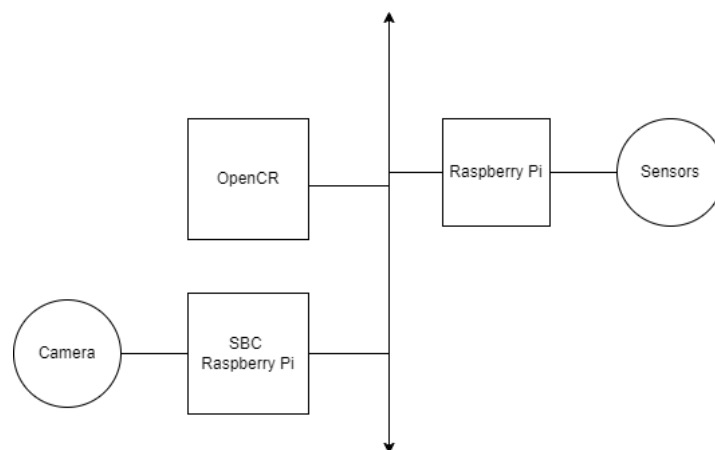 OpenCR
Raspberry Pi
Sensors
Camera
SBC
Raspberry Pi